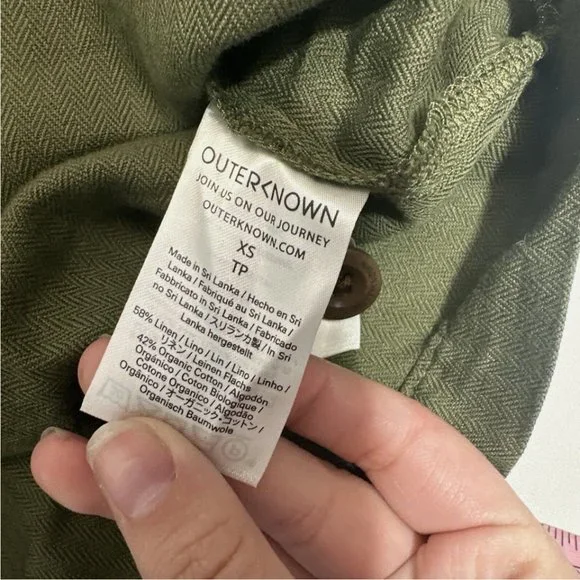 OUTERKNOWN
JOIN US ON OUR JOURNEY
OUTERKNOWN.COM
XS
TP
Made in Sri Lanka / Hecho en Sri
Lanka / Fabriqué au Sri Lanka /
Fabbricato in Sri Lanka / Fabricado
no Sri Lanka / スリランカ製 / In Sri
Lanka hergestellt
58% Linen / Lino / Lin / Lino / Linho /
リネン / Leinen Flachs
42% Organic Cotton / Algodón
Orgánico / Coton Biologique /
Cotone Organico / Algodão
Orgânico / オーガニック・コットン /
Organisch Baumwole